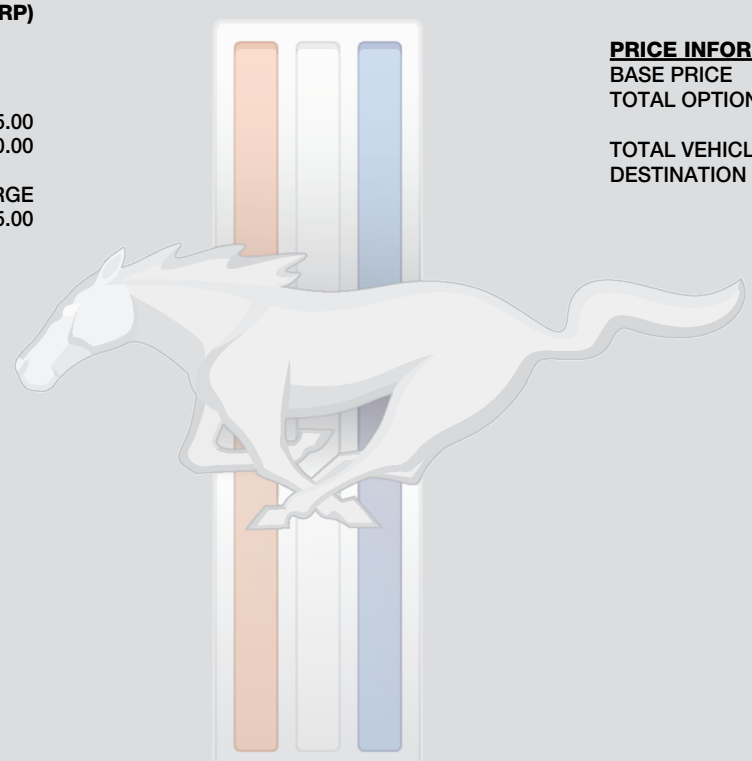 RP)
5.00
0.00
RGE
5.00
PRICE INFOR
BASE PRICE
TOTAL OPTION
TOTAL VEHICL
DESTINATION